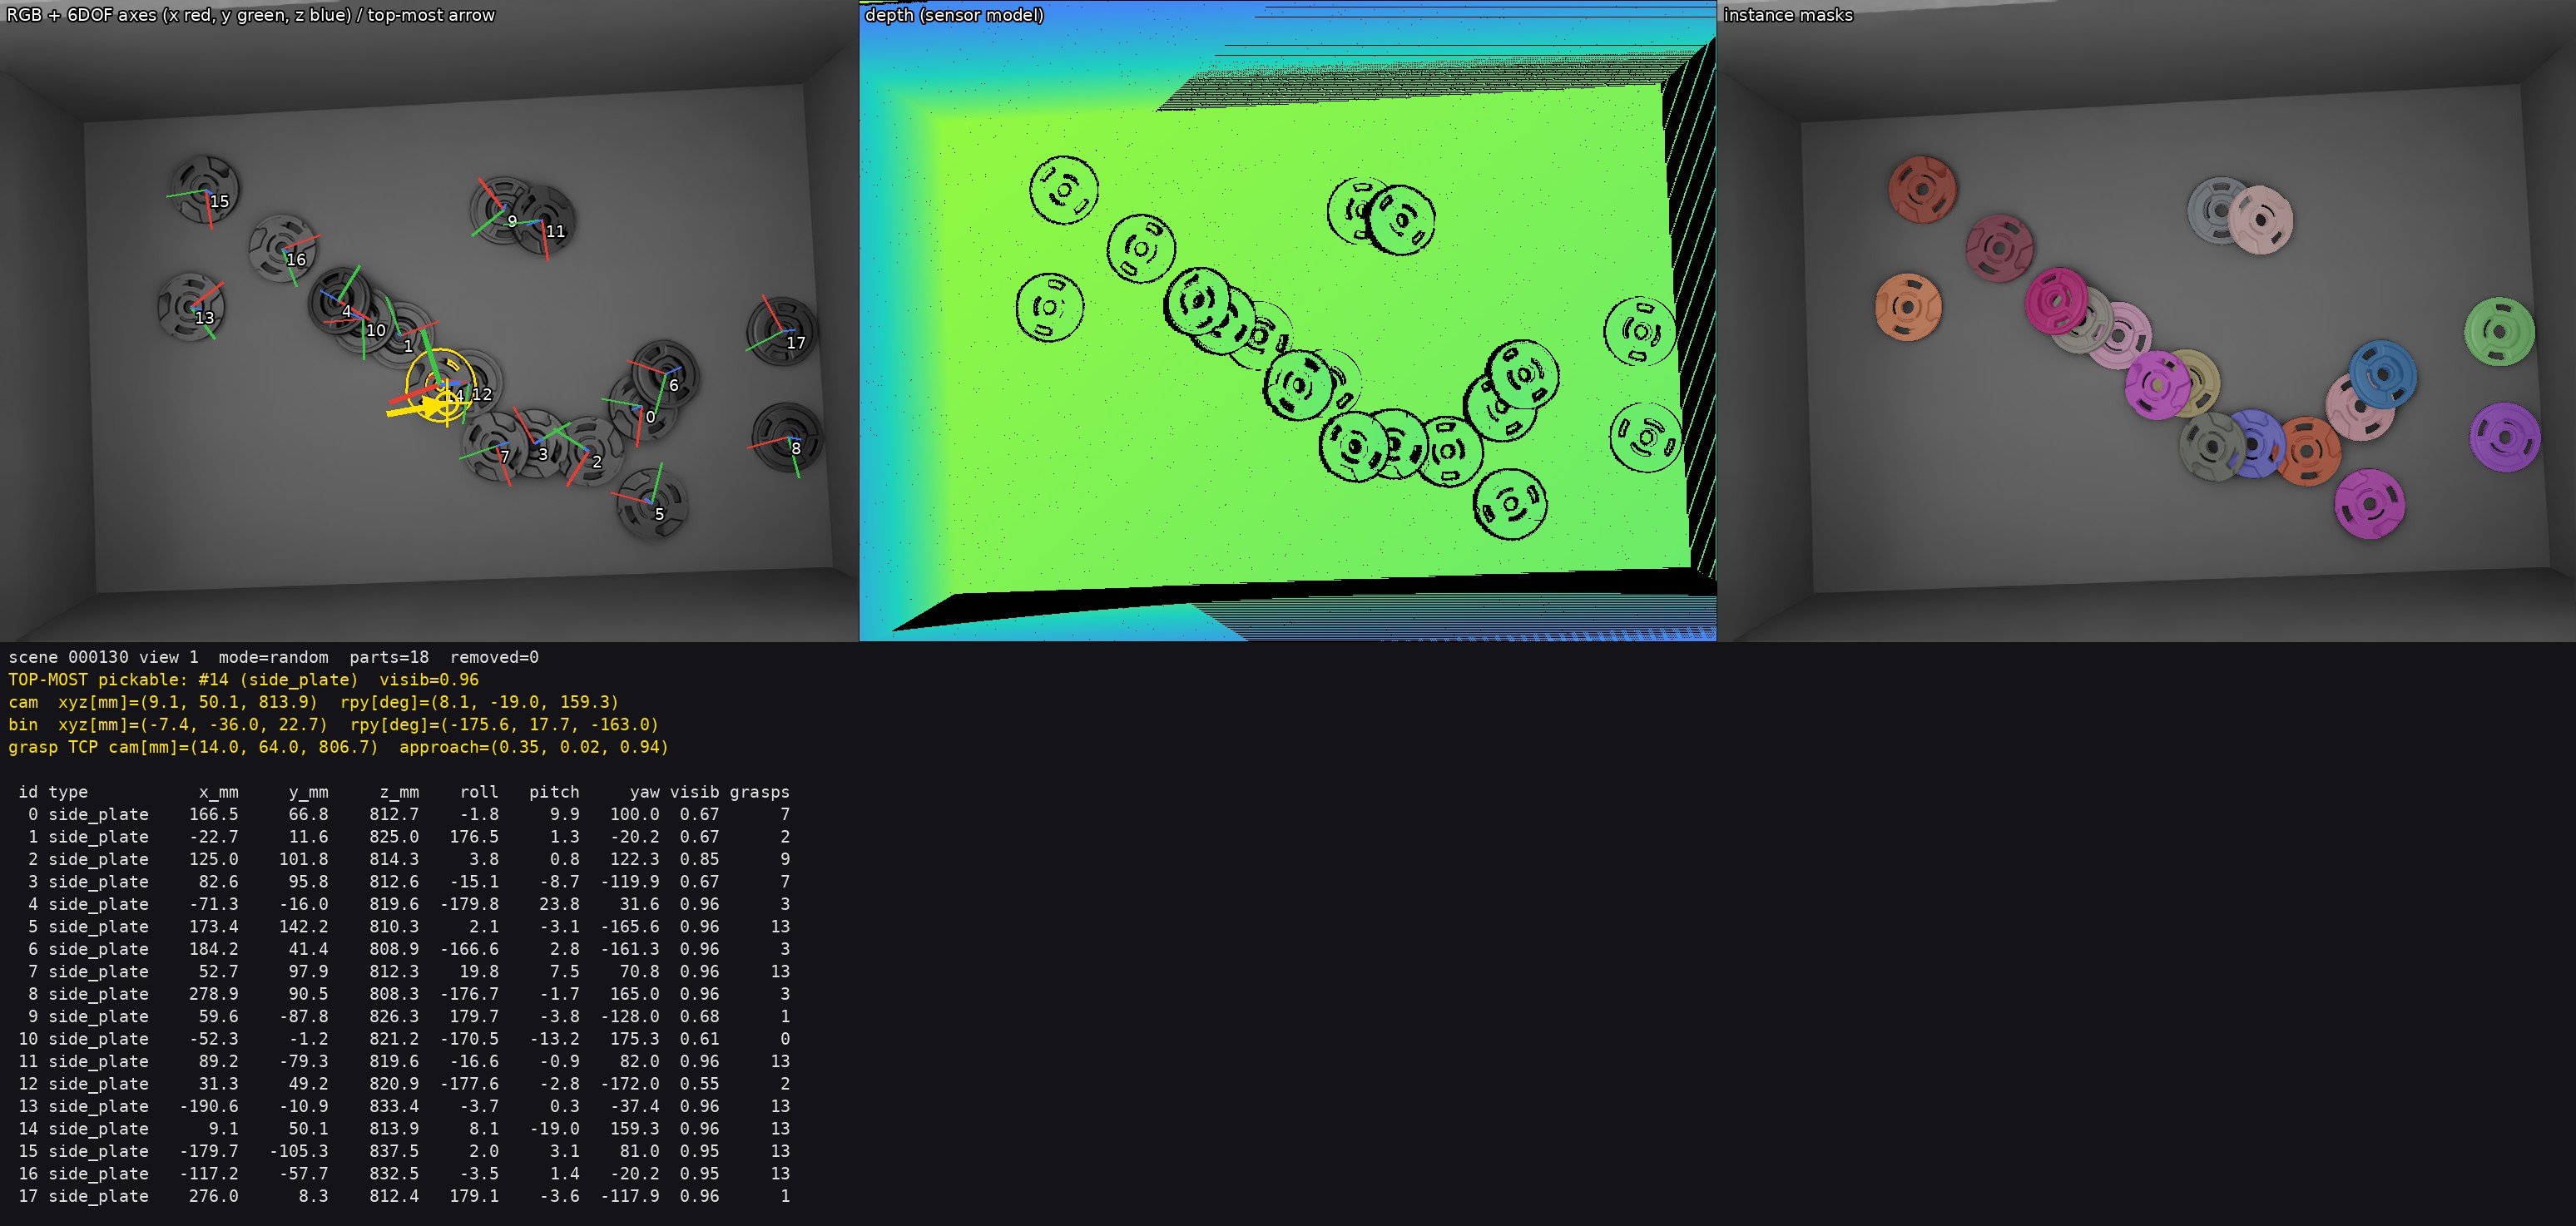 RGB + 6DOF axes (x red, y green, z blue) / top-most arrow
depth (sensor model)
instance masks
15
9
11
16
13
4
10
1
17
12
6
0
7
3
2
8
5
scene 000130 view 1  mode=random  parts=18  removed=0
TOP-MOST pickable: #14 (side_plate)  visib=0.96
cam  xyz[mm]=(9.1, 50.1, 813.9)  rpy[deg]=(8.1, -19.0, 159.3)
bin  xyz[mm]=(-7.4, -36.0, 22.7)  rpy[deg]=(-175.6, 17.7, -163.0)
grasp TCP cam[mm]=(14.0, 64.0, 806.7)  approach=(0.35, 0.02, 0.94)
id type x_mm y_mm z_mm roll pitch yaw visib grasps
0 side_plate 166.5 66.8 812.7 -1.8 9.9 100.0 0.67 7
1 side_plate -22.7 11.6 825.0 176.5 1.3 -20.2 0.67 2
2 side_plate 125.0 101.8 814.3 3.8 0.8 122.3 0.85 9
3 side_plate 82.6 95.8 812.6 -15.1 -8.7 -119.9 0.67 7
4 side_plate -71.3 -16.0 819.6 -179.8 23.8 31.6 0.96 3
5 side_plate 173.4 142.2 810.3 2.1 -3.1 -165.6 0.96 13
6 side_plate 184.2 41.4 808.9 -166.6 2.8 -161.3 0.96 3
7 side_plate 52.7 97.9 812.3 19.8 7.5 70.8 0.96 13
8 side_plate 278.9 90.5 808.3 -176.7 -1.7 165.0 0.96 3
9 side_plate 59.6 -87.8 826.3 179.7 -3.8 -128.0 0.68 1
10 side_plate -52.3 -1.2 821.2 -170.5 -13.2 175.3 0.61 0
11 side_plate 89.2 -79.3 819.6 -16.6 -0.9 82.0 0.96 13
12 side_plate 31.3 49.2 820.9 -177.6 -2.8 -172.0 0.55 2
13 side_plate -190.6 -10.9 833.4 -3.7 0.3 -37.4 0.96 13
14 side_plate 9.1 50.1 813.9 8.1 -19.0 159.3 0.96 13
15 side_plate -179.7 -105.3 837.5 2.0 3.1 81.0 0.95 13
16 side_plate -117.2 -57.7 832.5 -3.5 1.4 -20.2 0.95 13
17 side_plate 276.0 8.3 812.4 179.1 -3.6 -117.9 0.96 1